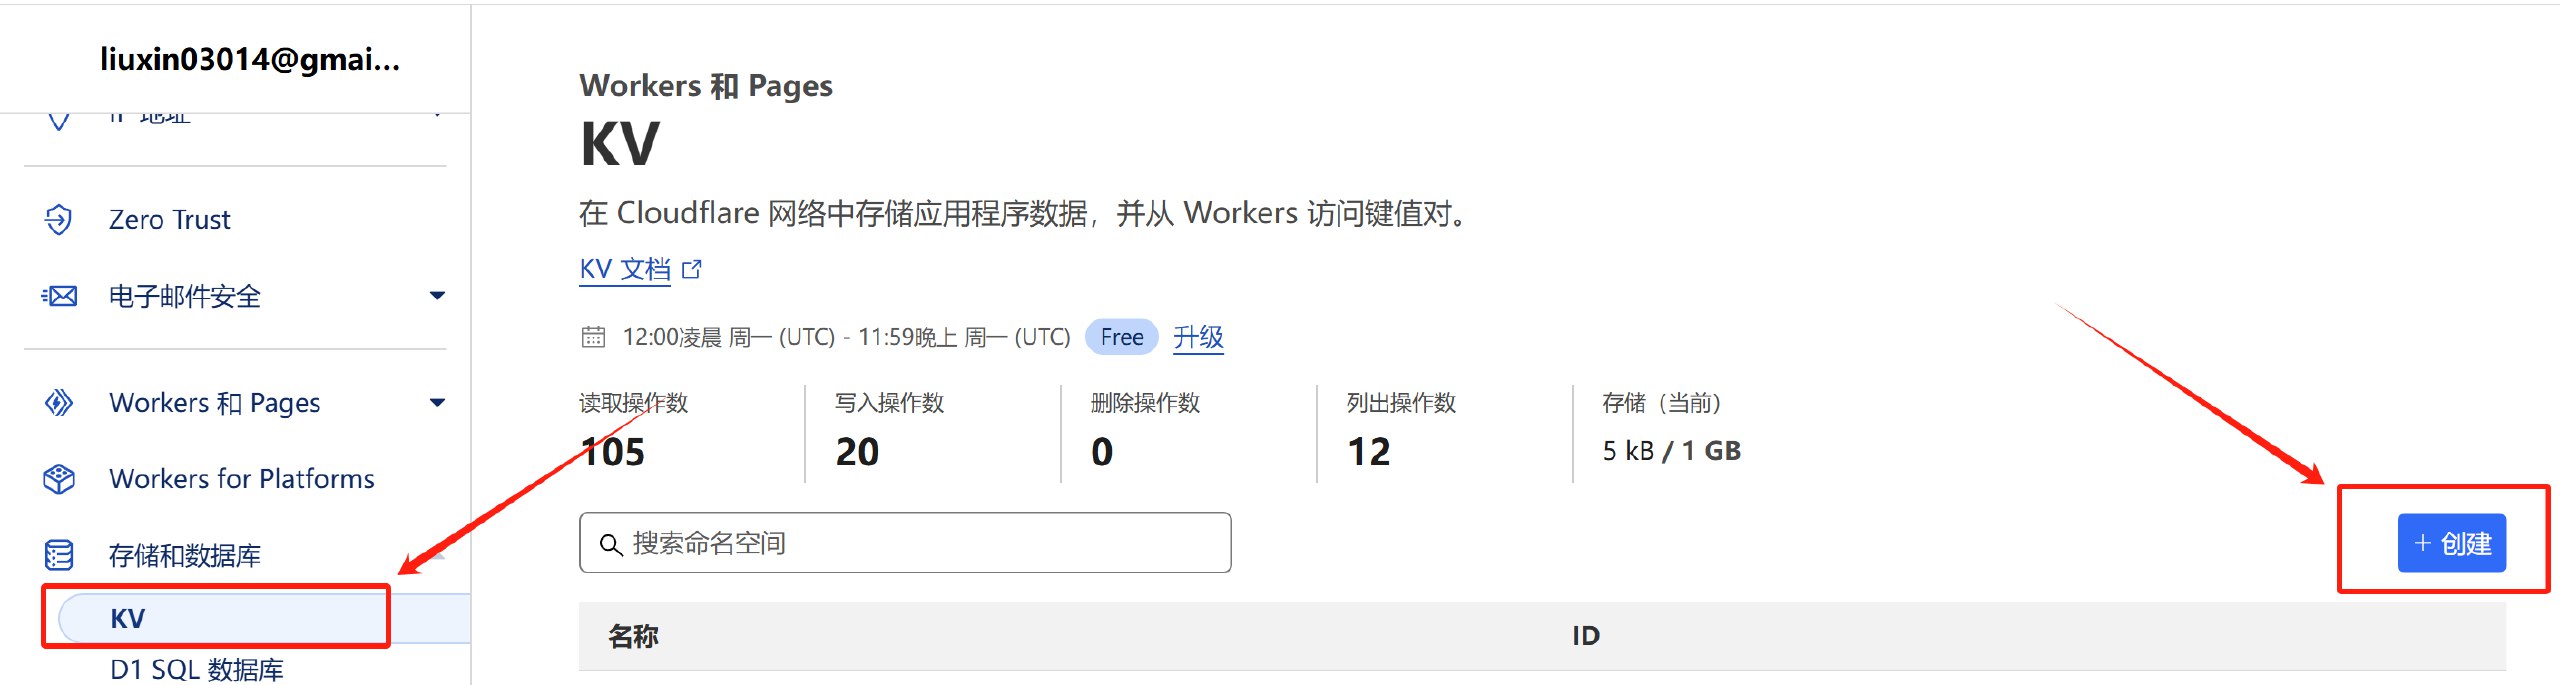 liuxin03014@gmai...
IP 地址
Zero Trust
电子邮件安全
Workers 和 Pages
Workers for Platforms
存储和数据库
KV
D1 SQL 数据库
Workers 和 Pages
KV
在 Cloudflare 网络中存储应用程序数据，并从 Workers 访问键值对。
KV 文档
12:00凌晨 周一 (UTC) - 11:59晚上 周一 (UTC) Free 升级
读取操作数 写入操作数 删除操作数 列出操作数 存储（当前）
105 20 0 12 5 kB / 1 GB
搜索命名空间
+ 创建
名称 ID